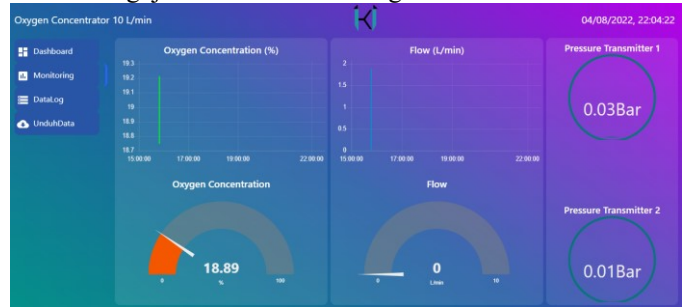 Oxygen Concentrator 10 L/min
04/08/2022, 22:04:22
Dashboard
Monitoring
DataLog
UnduhData
Oxygen Concentration (%)
19.3
19.2
19.1
19
18.9
18.8
18.7
15:00:00 17:00:00 19:00:00 22:00:00
Flow (L/min)
2
1.5
1
0.5
0
15:00:00 17:00:00 19:00:00 22:00:00
Pressure Transmitter 1
0.03Bar
Oxygen Concentration
18.89
%
0 100
Flow
0
L/min
0 10
Pressure Transmitter 2
0.01Bar